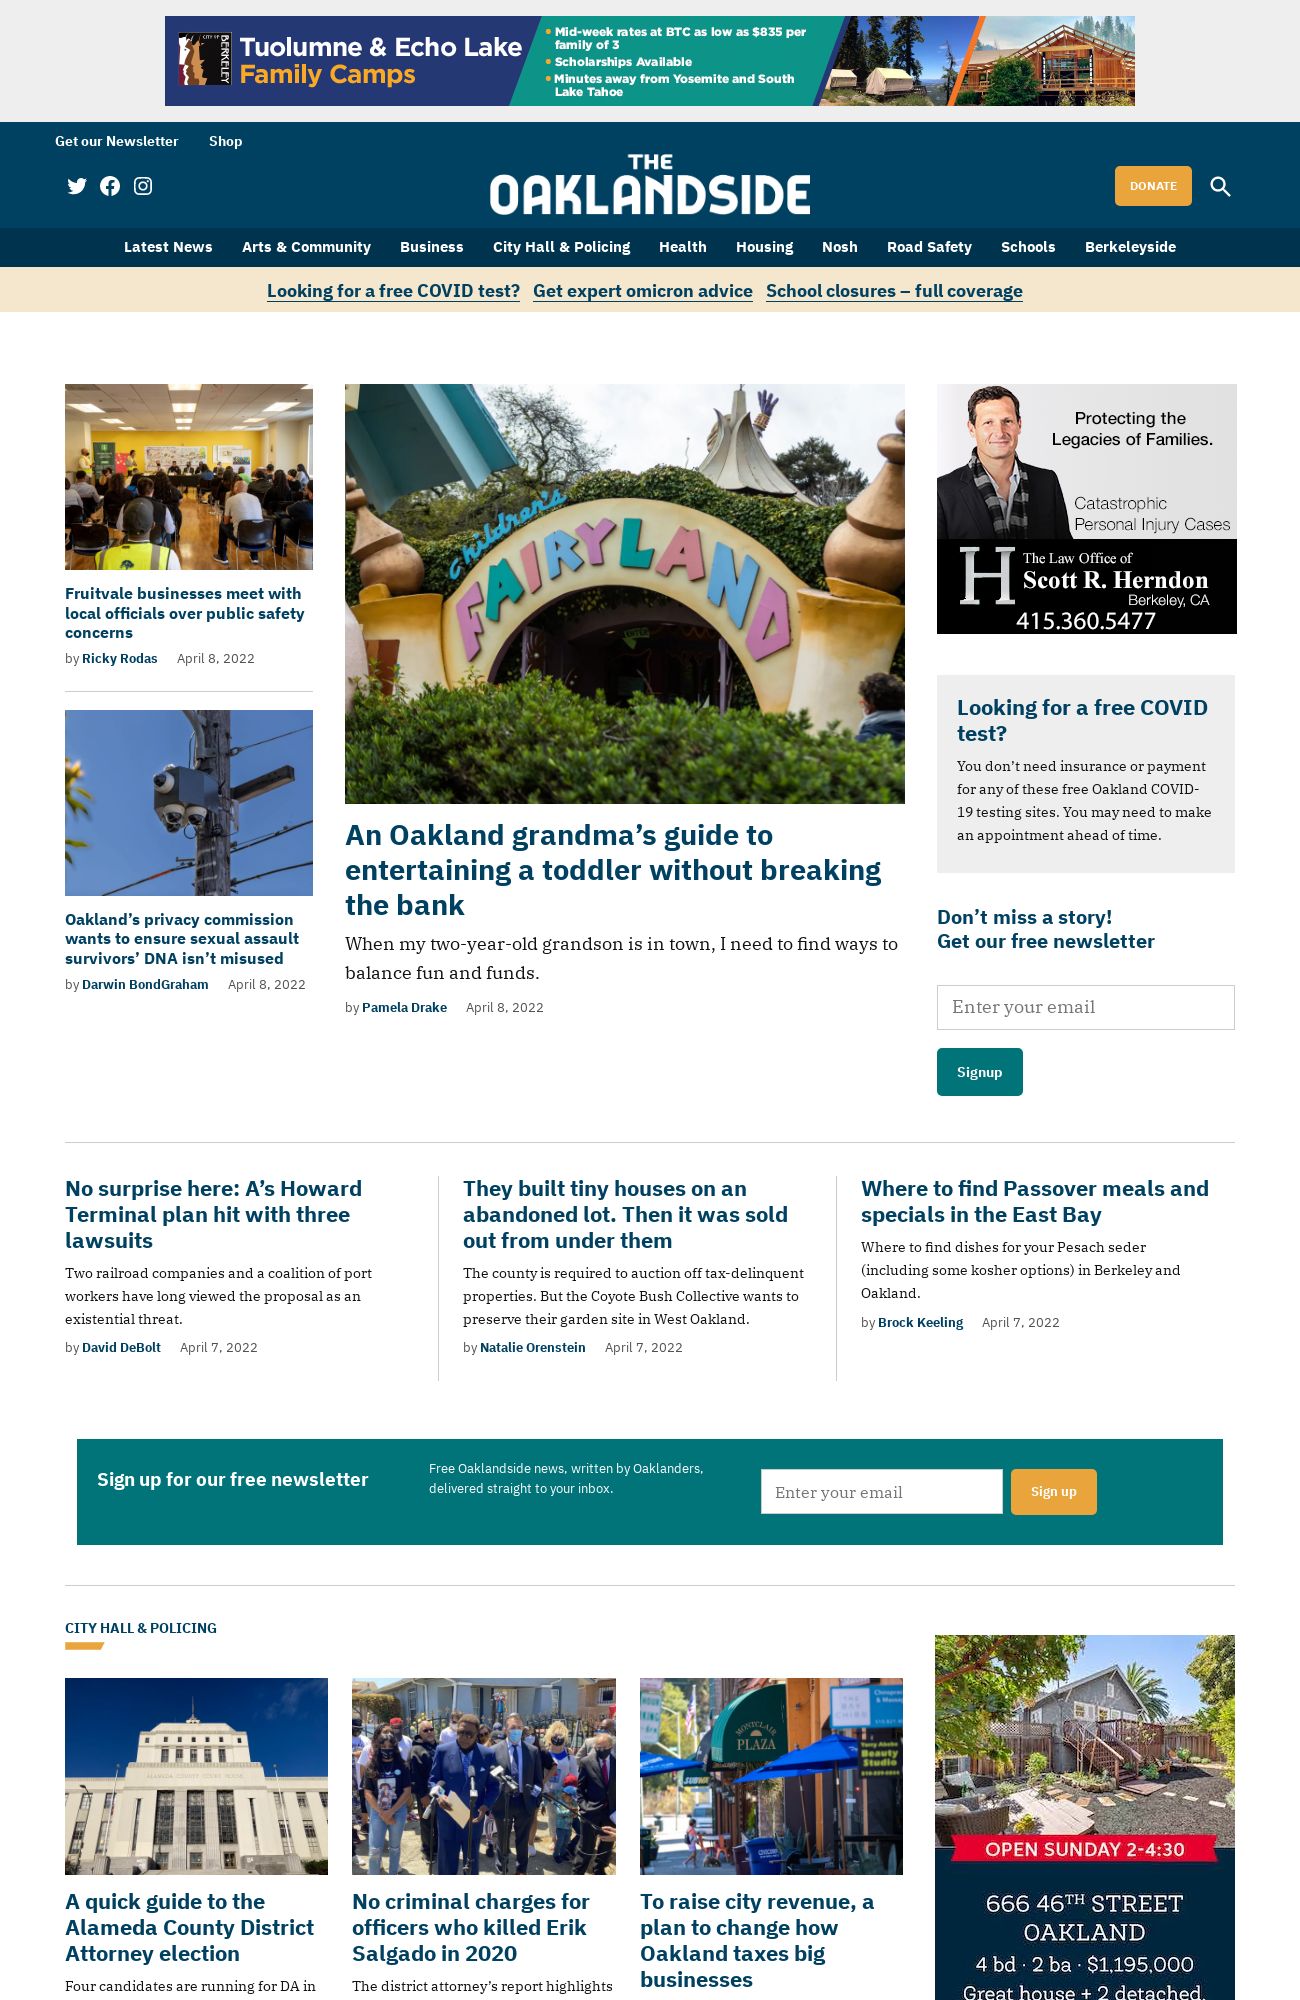 CITY OF BERKELEY
Tuolumne & Echo Lake
Family Camps
Mid-week rates at BTC as low as $835 per
family of 3
Scholarships Available
Minutes away from Yosemite and South
Lake Tahoe
Get our Newsletter Shop
THE
OAKLANDSIDE
DONATE
Latest News Arts & Community Business City Hall & Policing Health Housing Nosh Road Safety Schools Berkeleyside
Looking for a free COVID test? Get expert omicron advice School closures – full coverage
Fruitvale businesses meet with
local officials over public safety
concerns
by Ricky Rodas April 8, 2022
Oakland’s privacy commission
wants to ensure sexual assault
survivors’ DNA isn’t misused
by Darwin BondGraham April 8, 2022
children's
FAIRYLAND
An Oakland grandma’s guide to
entertaining a toddler without breaking
the bank
When my two-year-old grandson is in town, I need to find ways to
balance fun and funds.
by Pamela Drake April 8, 2022
Protecting the
Legacies of Families.
Catastrophic
Personal Injury Cases
H The Law Office of
Scott R. Herndon
Berkeley, CA
415.360.5477
Looking for a free COVID
test?
You don’t need insurance or payment
for any of these free Oakland COVID-
19 testing sites. You may need to make
an appointment ahead of time.
Don’t miss a story!
Get our free newsletter
Enter your email
Signup
No surprise here: A’s Howard
Terminal plan hit with three
lawsuits
Two railroad companies and a coalition of port
workers have long viewed the proposal as an
existential threat.
by David DeBolt April 7, 2022
They built tiny houses on an
abandoned lot. Then it was sold
out from under them
The county is required to auction off tax-delinquent
properties. But the Coyote Bush Collective wants to
preserve their garden site in West Oakland.
by Natalie Orenstein April 7, 2022
Where to find Passover meals and
specials in the East Bay
Where to find dishes for your Pesach seder
(including some kosher options) in Berkeley and
Oakland.
by Brock Keeling April 7, 2022
Sign up for our free newsletter
Free Oaklandside news, written by Oaklanders,
delivered straight to your inbox.
Enter your email
Sign up
CITY HALL & POLICING
ALAMEDA COUNTY COURT HOUSE
A quick guide to the
Alameda County District
Attorney election
Four candidates are running for DA in
No criminal charges for
officers who killed Erik
Salgado in 2020
The district attorney’s report highlights
MONTCLAIR
PLAZA
SUBWAY
Beauty
Studio
To raise city revenue, a
plan to change how
Oakland taxes big
businesses
OPEN SUNDAY 2-4:30
666 46TH STREET
OAKLAND
4 bd · 2 ba · $1,195,000
Great house + 2 detached,